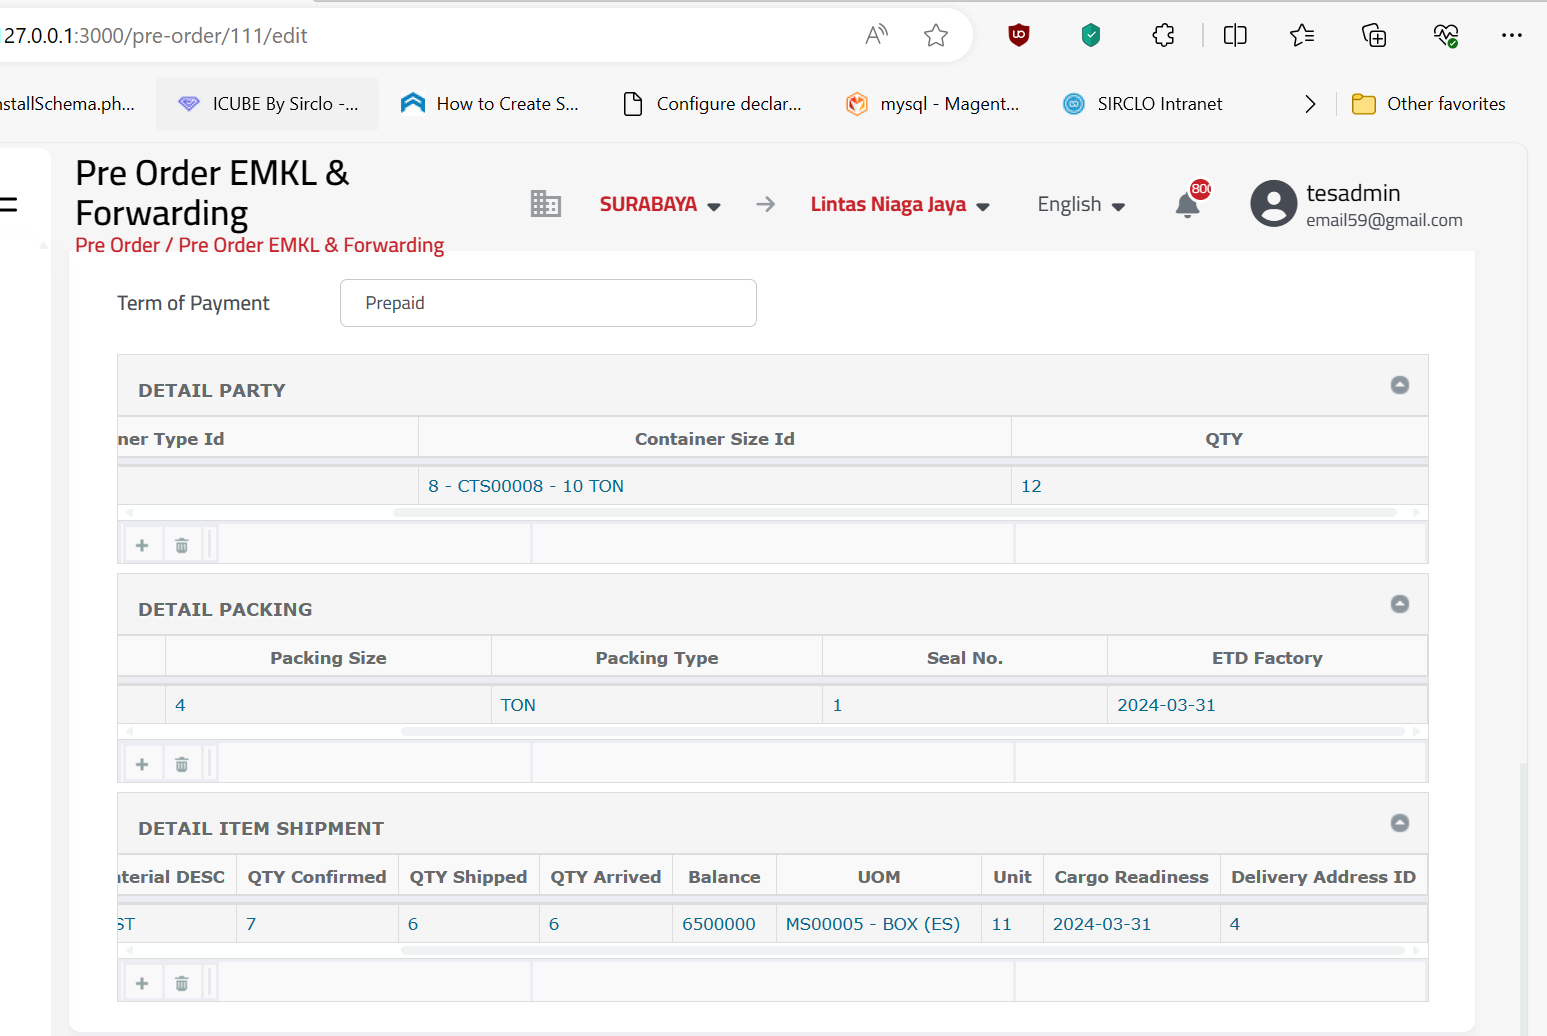 27.0.0.1:3000/pre-order/111/edit
nstallSchema.ph...
ICUBE By Sirclo -...
How to Create S...
Configure declar...
mysql - Magent...
SIRCLO Intranet
Other favorites
Pre Order EMKL &
Forwarding
Pre Order / Pre Order EMKL & Forwarding
SURABAYA
Lintas Niaga Jaya
English
800
tesadmin
email59@gmail.com
Term of Payment
Prepaid
DETAIL PARTY
ner Type Id Container Size Id QTY
8 - CTS00008 - 10 TON 12
DETAIL PACKING
Packing Size Packing Type Seal No. ETD Factory
4 TON 1 2024-03-31
DETAIL ITEM SHIPMENT
aterial DESC QTY Confirmed QTY Shipped QTY Arrived Balance UOM Unit Cargo Readiness Delivery Address ID
ST 7 6 6 6500000 MS00005 - BOX (ES) 11 2024-03-31 4